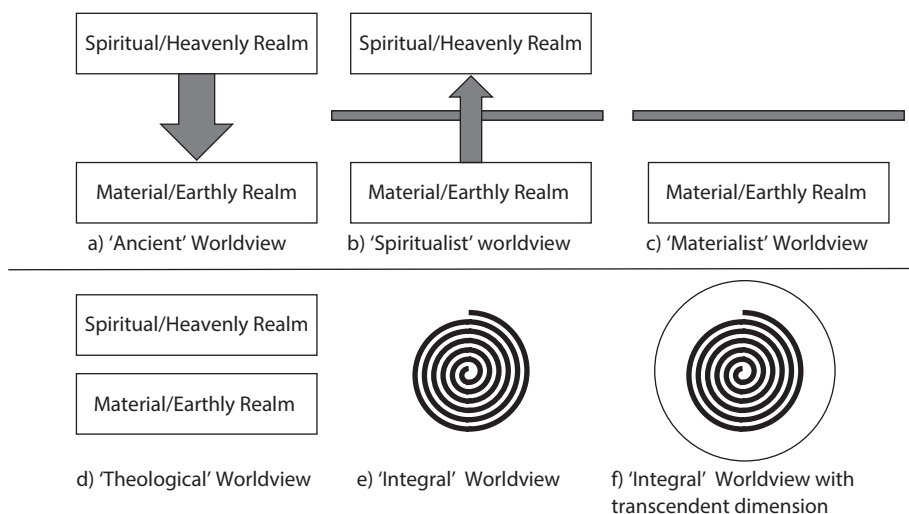 Spiritual/Heavenly Realm
Spiritual/Heavenly Realm
Material/Earthly Realm
Material/Earthly Realm
Material/Earthly Realm
a) ‘Ancient’ Worldview
b) ‘Spiritualist’ worldview
c) ‘Materialist’ Worldview
Spiritual/Heavenly Realm
Material/Earthly Realm
d) ‘Theological’ Worldview
e) ‘Integral’ Worldview
f) ‘Integral’ Worldview with
transcendent dimension